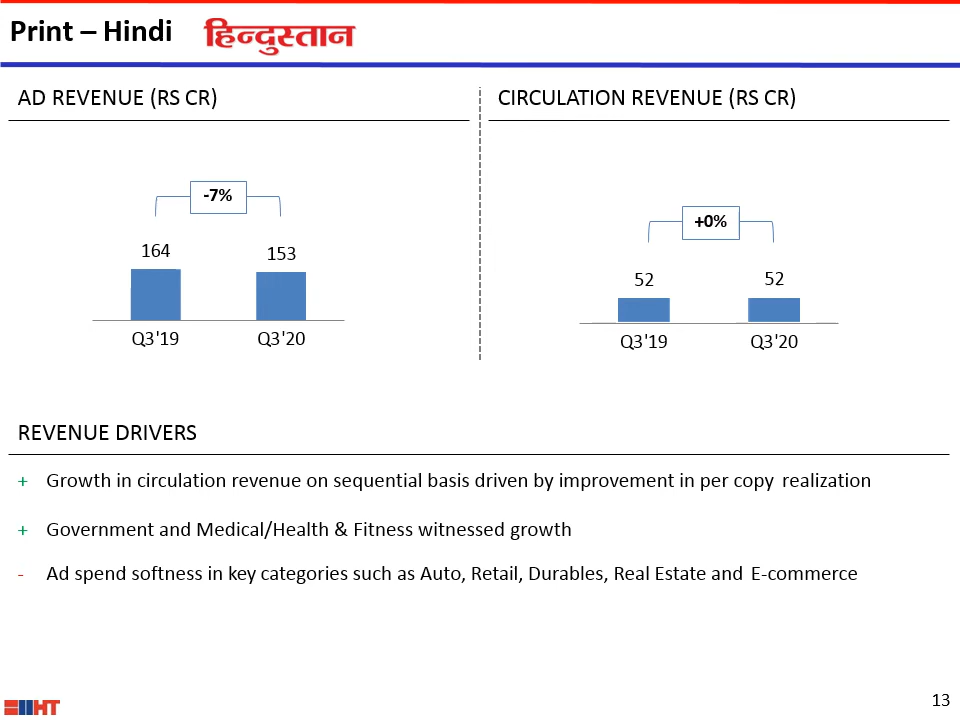 Print – Hindi
हिन्दुस्तान
AD REVENUE (RS CR)
-7%
164
153
Q3'19
Q3'20
CIRCULATION REVENUE (RS CR)
+0%
52
52
Q3'19
Q3'20
REVENUE DRIVERS
+ Growth in circulation revenue on sequential basis driven by improvement in per copy realization
+ Government and Medical/Health & Fitness witnessed growth
- Ad spend softness in key categories such as Auto, Retail, Durables, Real Estate and E-commerce
HT
13